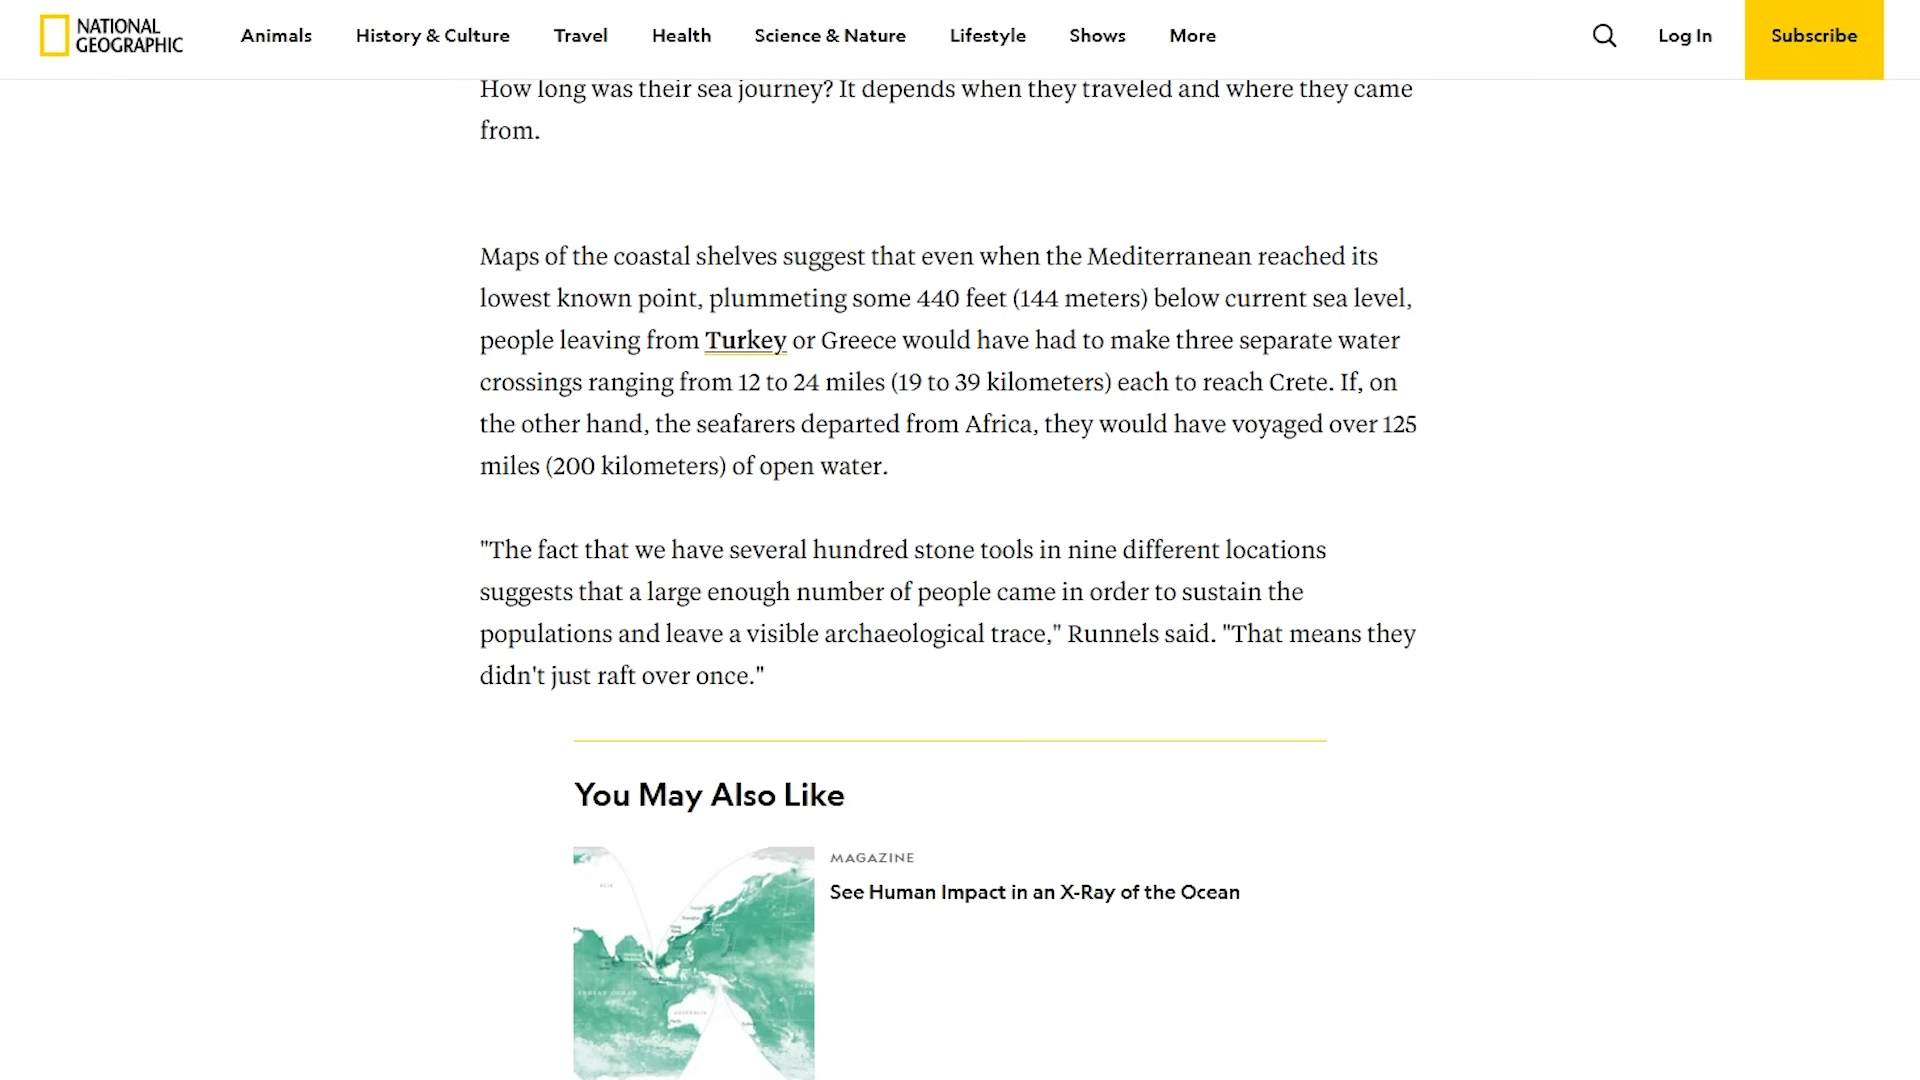 NATIONAL GEOGRAPHIC
Animals
History & Culture
Travel
Health
Science & Nature
Lifestyle
Shows
More
Log In
Subscribe
How long was their sea journey? It depends when they traveled and where they came
from.
Maps of the coastal shelves suggest that even when the Mediterranean reached its
lowest known point, plummeting some 440 feet (144 meters) below current sea level,
people leaving from Turkey or Greece would have had to make three separate water
crossings ranging from 12 to 24 miles (19 to 39 kilometers) each to reach Crete. If, on
the other hand, the seafarers departed from Africa, they would have voyaged over 125
miles (200 kilometers) of open water.
"The fact that we have several hundred stone tools in nine different locations
suggests that a large enough number of people came in order to sustain the
populations and leave a visible archaeological trace," Runnels said. "That means they
didn't just raft over once."
You May Also Like
MAGAZINE
See Human Impact in an X-Ray of the Ocean